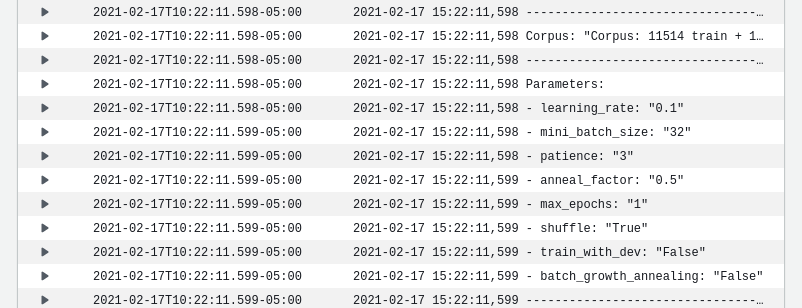 2021-02-17T10:22:11.598-05:00 2021-02-17 15:22:11,598 --------------------------------…
2021-02-17T10:22:11.598-05:00 2021-02-17 15:22:11,598 Corpus: "Corpus: 11514 train + 1…
2021-02-17T10:22:11.598-05:00 2021-02-17 15:22:11,598 --------------------------------…
2021-02-17T10:22:11.598-05:00 2021-02-17 15:22:11,598 Parameters:
2021-02-17T10:22:11.598-05:00 2021-02-17 15:22:11,598 - learning_rate: "0.1"
2021-02-17T10:22:11.599-05:00 2021-02-17 15:22:11,598 - mini_batch_size: "32"
2021-02-17T10:22:11.599-05:00 2021-02-17 15:22:11,598 - patience: "3"
2021-02-17T10:22:11.599-05:00 2021-02-17 15:22:11,599 - anneal_factor: "0.5"
2021-02-17T10:22:11.599-05:00 2021-02-17 15:22:11,599 - max_epochs: "1"
2021-02-17T10:22:11.599-05:00 2021-02-17 15:22:11,599 - shuffle: "True"
2021-02-17T10:22:11.599-05:00 2021-02-17 15:22:11,599 - train_with_dev: "False"
2021-02-17T10:22:11.599-05:00 2021-02-17 15:22:11,599 - batch_growth_annealing: "False"
2021-02-17T10:22:11.599-05:00 2021-02-17 15:22:11,599 --------------------------------…